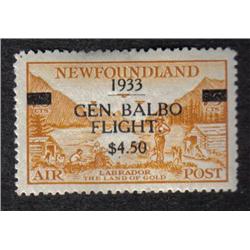 NEWFOUNDLAND
1933
GEN. BALBO
FLIGHT.
$4.50
LABRADOR
THE LAND OF GOLD
AIR POST